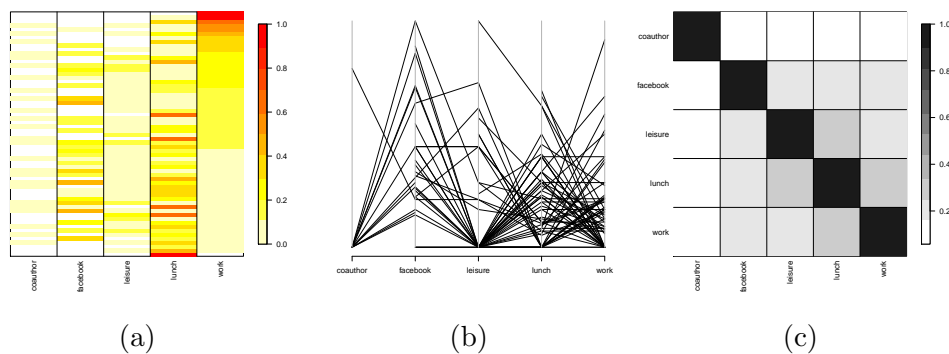 1.0
0.8
0.6
0.4
0.2
0.0
coauthor
facebook
leisure
lunch
work
(a)
coauthor
facebook
leisure
lunch
work
(b)
coauthor
facebook
leisure
lunch
work
1.0
0.8
0.6
0.4
0.2
coauthor
facebook
leisure
lunch
work
(c)